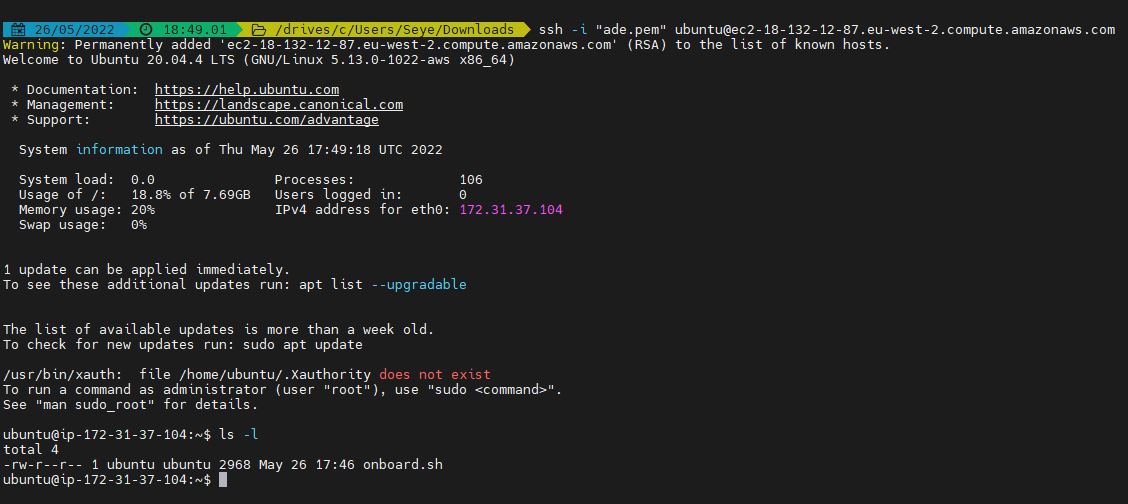 26/05/2022 18:49.01 /drives/c/Users/Seye/Downloads ssh -i "ade.pem" ubuntu@ec2-18-132-12-87.eu-west-2.compute.amazonaws.com
Warning: Permanently added 'ec2-18-132-12-87.eu-west-2.compute.amazonaws.com' (RSA) to the list of known hosts.
Welcome to Ubuntu 20.04.4 LTS (GNU/Linux 5.13.0-1022-aws x86_64)

 * Documentation:  https://help.ubuntu.com
 * Management:     https://landscape.canonical.com
 * Support:        https://ubuntu.com/advantage

  System information as of Thu May 26 17:49:18 UTC 2022

  System load:  0.0               Processes:             106
  Usage of /:   18.8% of 7.69GB   Users logged in:       0
  Memory usage: 20%               IPv4 address for eth0: 172.31.37.104
  Swap usage:   0%

1 update can be applied immediately.
To see these additional updates run: apt list --upgradable

The list of available updates is more than a week old.
To check for new updates run: sudo apt update

/usr/bin/xauth:  file /home/ubuntu/.Xauthority does not exist
To run a command as administrator (user "root"), use "sudo <command>".
See "man sudo_root" for details.

ubuntu@ip-172-31-37-104:~$ ls -l
total 4
-rw-r--r-- 1 ubuntu ubuntu 2968 May 26 17:46 onboard.sh
ubuntu@ip-172-31-37-104:~$